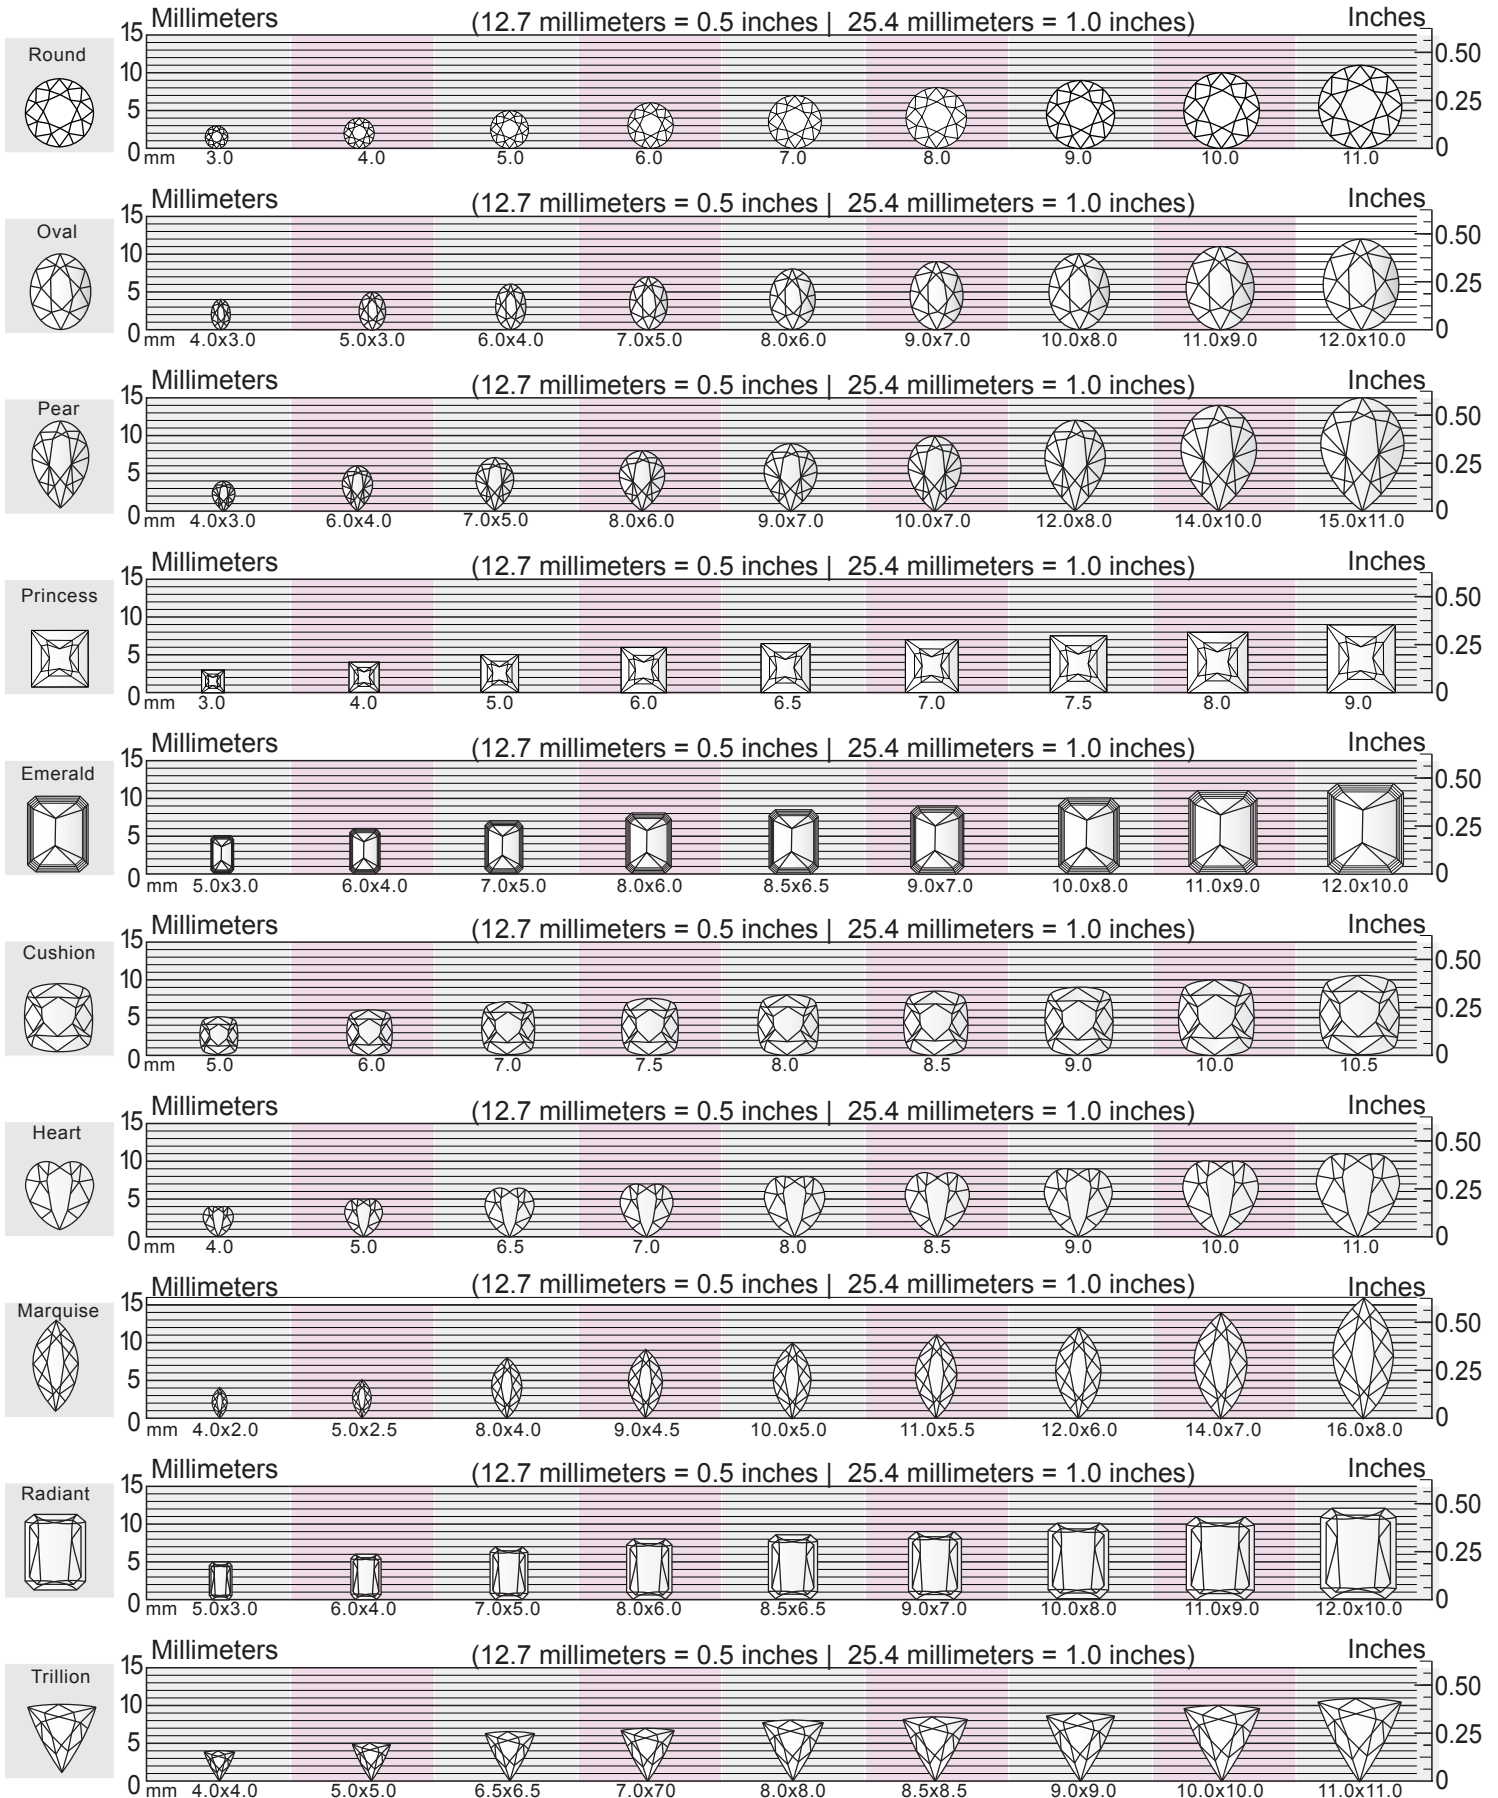 Millimeters (12.7 millimeters = 0.5 inches | 25.4 millimeters = 1.0 inches) Inches
Round
15
10
5
0
0.50
0.25
0
mm 3.0 4.0 5.0 6.0 7.0 8.0 9.0 10.0 11.0
Millimeters (12.7 millimeters = 0.5 inches | 25.4 millimeters = 1.0 inches) Inches
Oval
15
10
5
0
0.50
0.25
0
mm 4.0x3.0 5.0x3.0 6.0x4.0 7.0x5.0 8.0x6.0 9.0x7.0 10.0x8.0 11.0x9.0 12.0x10.0
Millimeters (12.7 millimeters = 0.5 inches | 25.4 millimeters = 1.0 inches) Inches
Pear
15
10
5
0
0.50
0.25
0
mm 4.0x3.0 6.0x4.0 7.0x5.0 8.0x6.0 9.0x7.0 10.0x7.0 12.0x8.0 14.0x10.0 15.0x11.0
Millimeters (12.7 millimeters = 0.5 inches | 25.4 millimeters = 1.0 inches) Inches
Princess
15
10
5
0
0.50
0.25
0
mm 3.0 4.0 5.0 6.0 6.5 7.0 7.5 8.0 9.0
Millimeters (12.7 millimeters = 0.5 inches | 25.4 millimeters = 1.0 inches) Inches
Emerald
15
10
5
0
0.50
0.25
0
mm 5.0x3.0 6.0x4.0 7.0x5.0 8.0x6.0 8.5x6.5 9.0x7.0 10.0x8.0 11.0x9.0 12.0x10.0
Millimeters (12.7 millimeters = 0.5 inches | 25.4 millimeters = 1.0 inches) Inches
Cushion
15
10
5
0
0.50
0.25
0
mm 5.0 6.0 7.0 7.5 8.0 8.5 9.0 10.0 10.5
Millimeters (12.7 millimeters = 0.5 inches | 25.4 millimeters = 1.0 inches) Inches
Heart
15
10
5
0
0.50
0.25
0
mm 4.0 5.0 6.5 7.0 8.0 8.5 9.0 10.0 11.0
Millimeters (12.7 millimeters = 0.5 inches | 25.4 millimeters = 1.0 inches) Inches
Marquise
15
10
5
0
0.50
0.25
0
mm 4.0x2.0 5.0x2.5 8.0x4.0 9.0x4.5 10.0x5.0 11.0x5.5 12.0x6.0 14.0x7.0 16.0x8.0
Millimeters (12.7 millimeters = 0.5 inches | 25.4 millimeters = 1.0 inches) Inches
Radiant
15
10
5
0
0.50
0.25
0
mm 5.0x3.0 6.0x4.0 7.0x5.0 8.0x6.0 8.5x6.5 9.0x7.0 10.0x8.0 11.0x9.0 12.0x10.0
Millimeters (12.7 millimeters = 0.5 inches | 25.4 millimeters = 1.0 inches) Inches
Trillion
15
10
5
0
0.50
0.25
0
mm 4.0x4.0 5.0x5.0 6.5x6.5 7.0x70 8.0x8.0 8.5x8.5 9.0x9.0 10.0x10.0 11.0x11.0